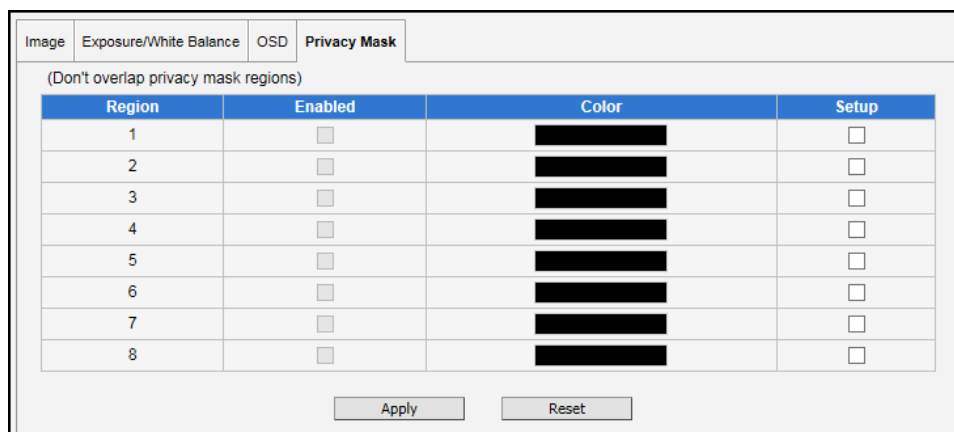 Image Exposure/White Balance OSD Privacy Mask
(Don't overlap privacy mask regions)
Region Enabled Color Setup
1
2
3
4
5
6
7
8
Apply Reset